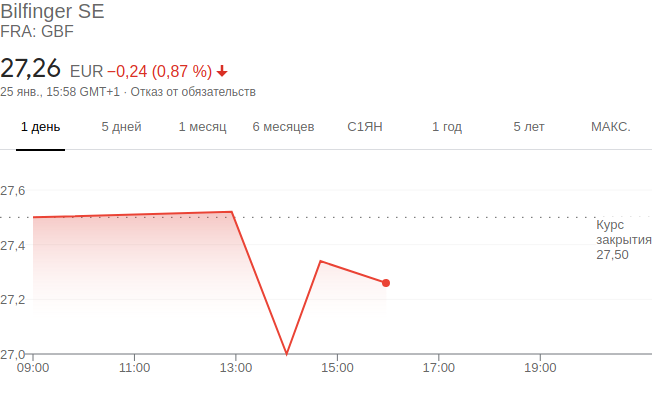 Bilfinger SE
FRA: GBF
27,26 EUR −0,24 (0,87 %)
25 янв., 15:58 GMT+1 · Отказ от обязательств
1 день 5 дней 1 месяц 6 месяцев С1ЯН 1 год 5 лет МАКС.
27,6
Курс
закрытия
27,4
27,50
27,2
27,0
09:00 11:00 13:00 15:00 17:00 19:00